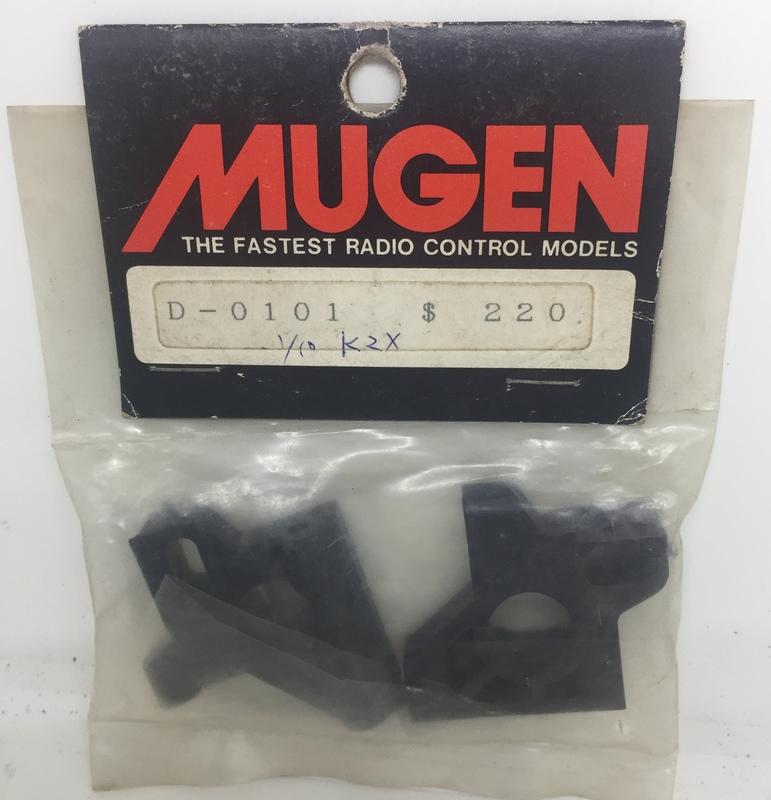 MUGEN
THE FASTEST RADIO CONTROL MODELS
D-0101 $ 220.
1/10 K2X